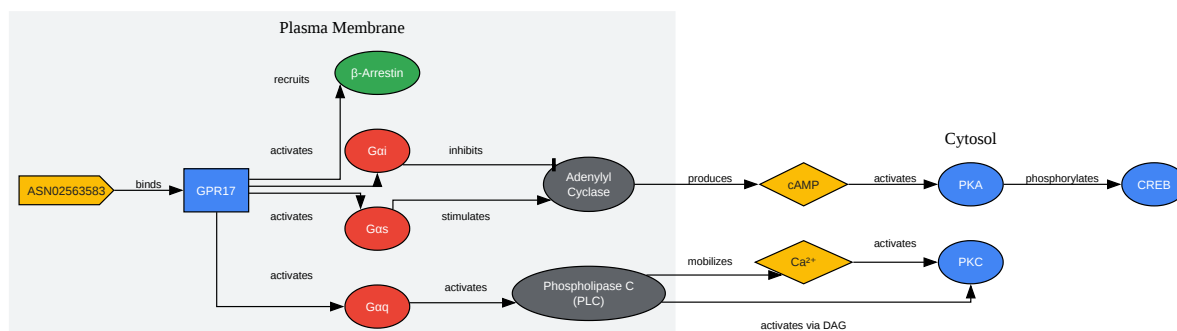 Plasma Membrane
β-Arrestin
recruits
Gαi
activates
inhibits
Cytosol
ASN02563583
binds
GPR17
Adenylyl
Cyclase
produces
cAMP
activates
PKA
phosphorylates
CREB
activates
Gαs
stimulates
mobilizes
Ca²⁺
activates
PKC
activates
Gαq
activates
Phospholipase C
(PLC)
activates via DAG